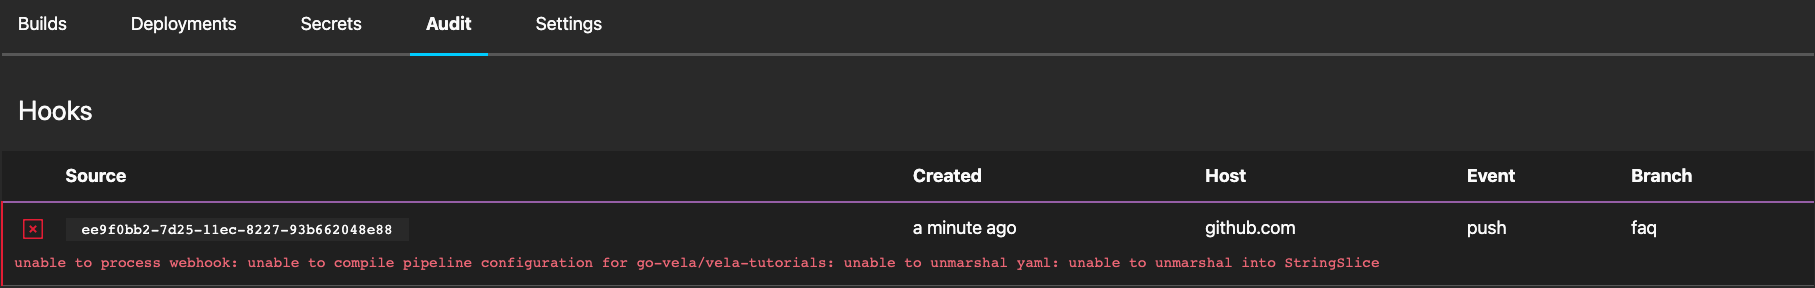 Builds Deployments Secrets Audit Settings
Hooks
Source Created Host Event Branch
ee9f0bb2-7d25-11ec-8227-93b662048e88 a minute ago github.com push faq
unable to process webhook: unable to compile pipeline configuration for go-vela/vela-tutorials: unable to unmarshal yaml: unable to unmarshal into StringSlice